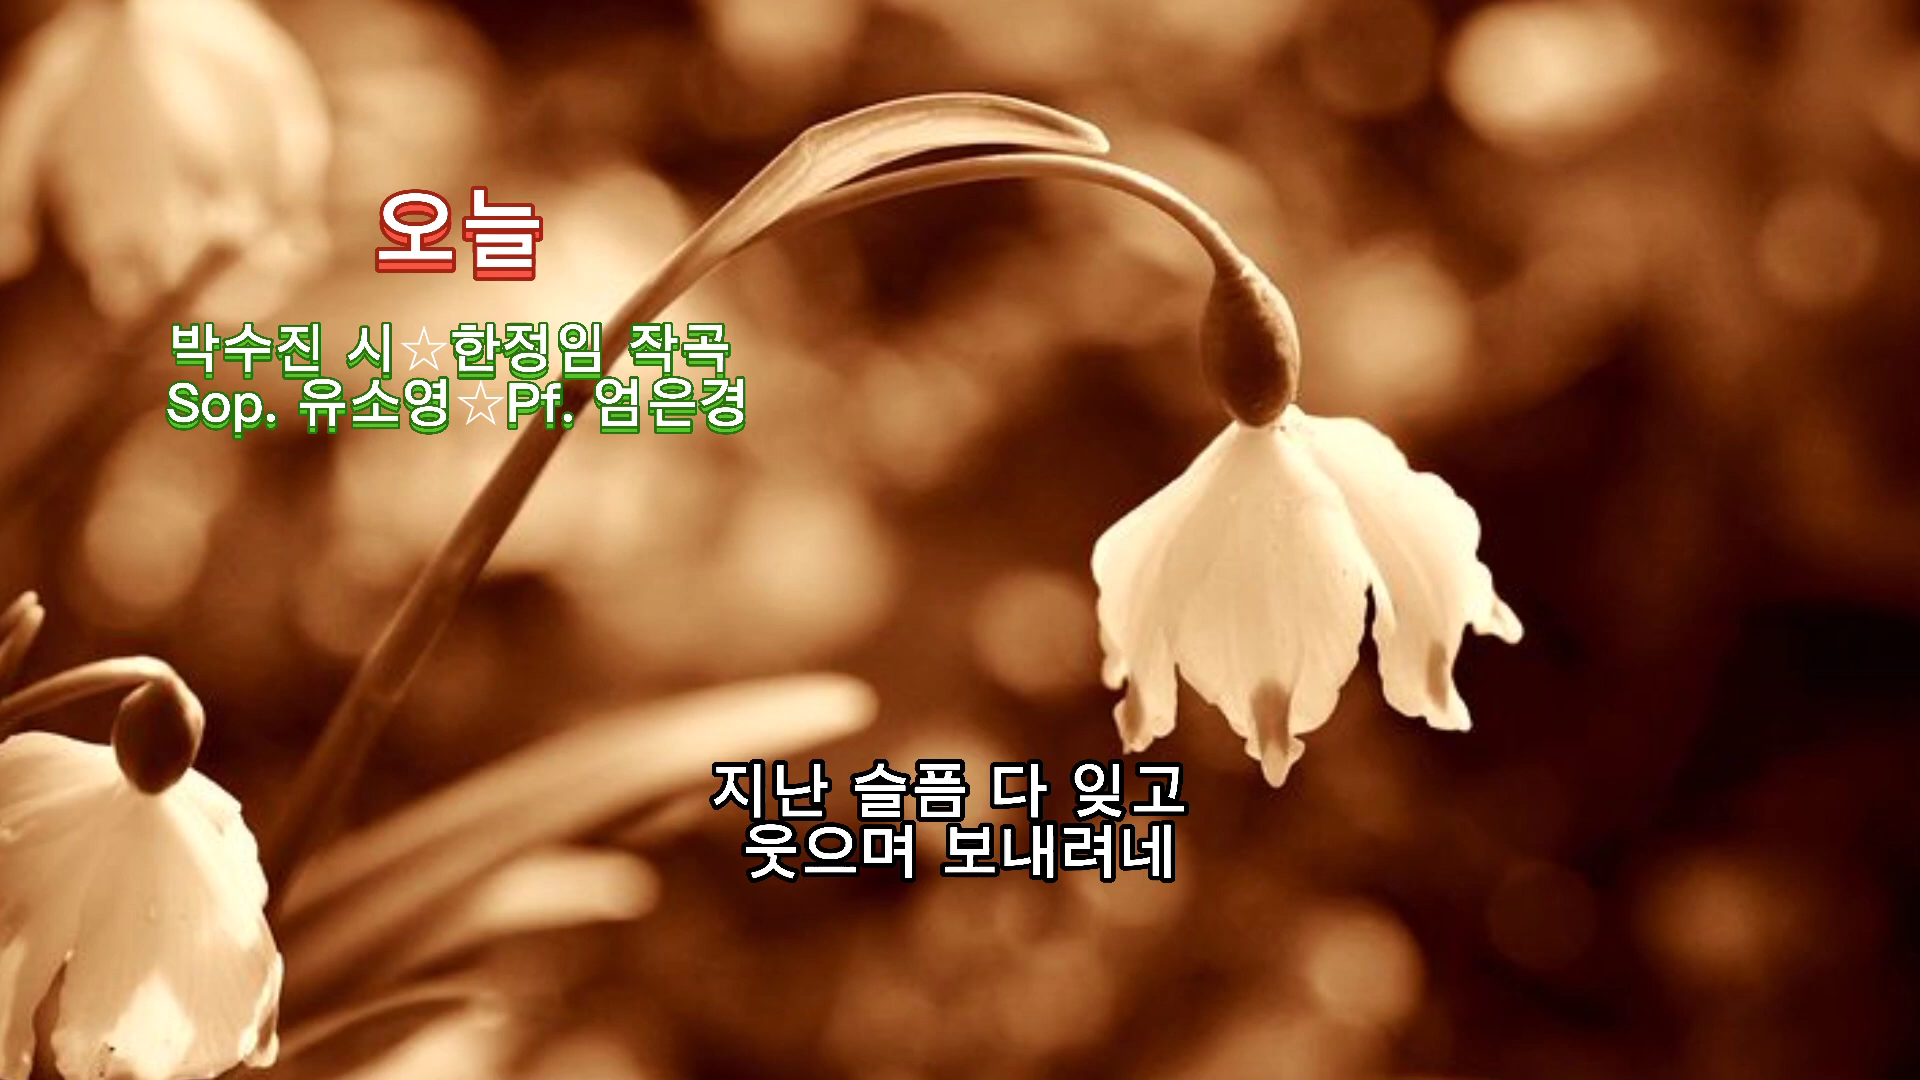 오늘
박수진 시☆한정임 작곡
Sop. 유소영☆Pf. 엄은경
지난 슬픔 다 잊고
웃으며 보내려네